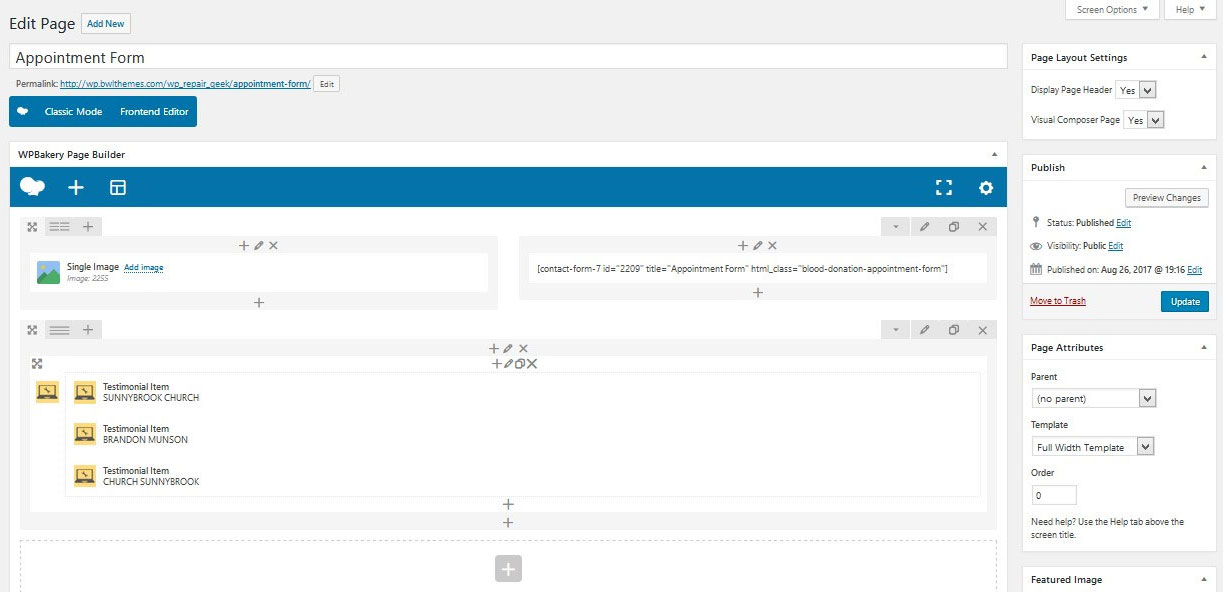 Screen Options
Help
Edit Page
Add New
Appointment Form
Permalink: http://wp.bwlthemes.com/wp_repair_geek/appointment-form/
Edit
Classic Mode
Frontend Editor
WPBakery Page Builder
Single Image Add image
Image: 2255
[contact-form-7 id="2209" title="Appointment Form" html_class="blood-donation-appointment-form"]
Testimonial Item
SUNNYBROOK CHURCH
Testimonial Item
BRANDON MUNSON
Testimonial Item
CHURCH SUNNYBROOK
Page Layout Settings
Display Page Header Yes
Visual Composer Page Yes
Publish
Preview Changes
Status: Published Edit
Visibility: Public Edit
Published on: Aug 26, 2017 @ 19:16 Edit
Move to Trash
Update
Page Attributes
Parent
(no parent)
Template
Full Width Template
Order
0
Need help? Use the Help tab above the
screen title.
Featured Image